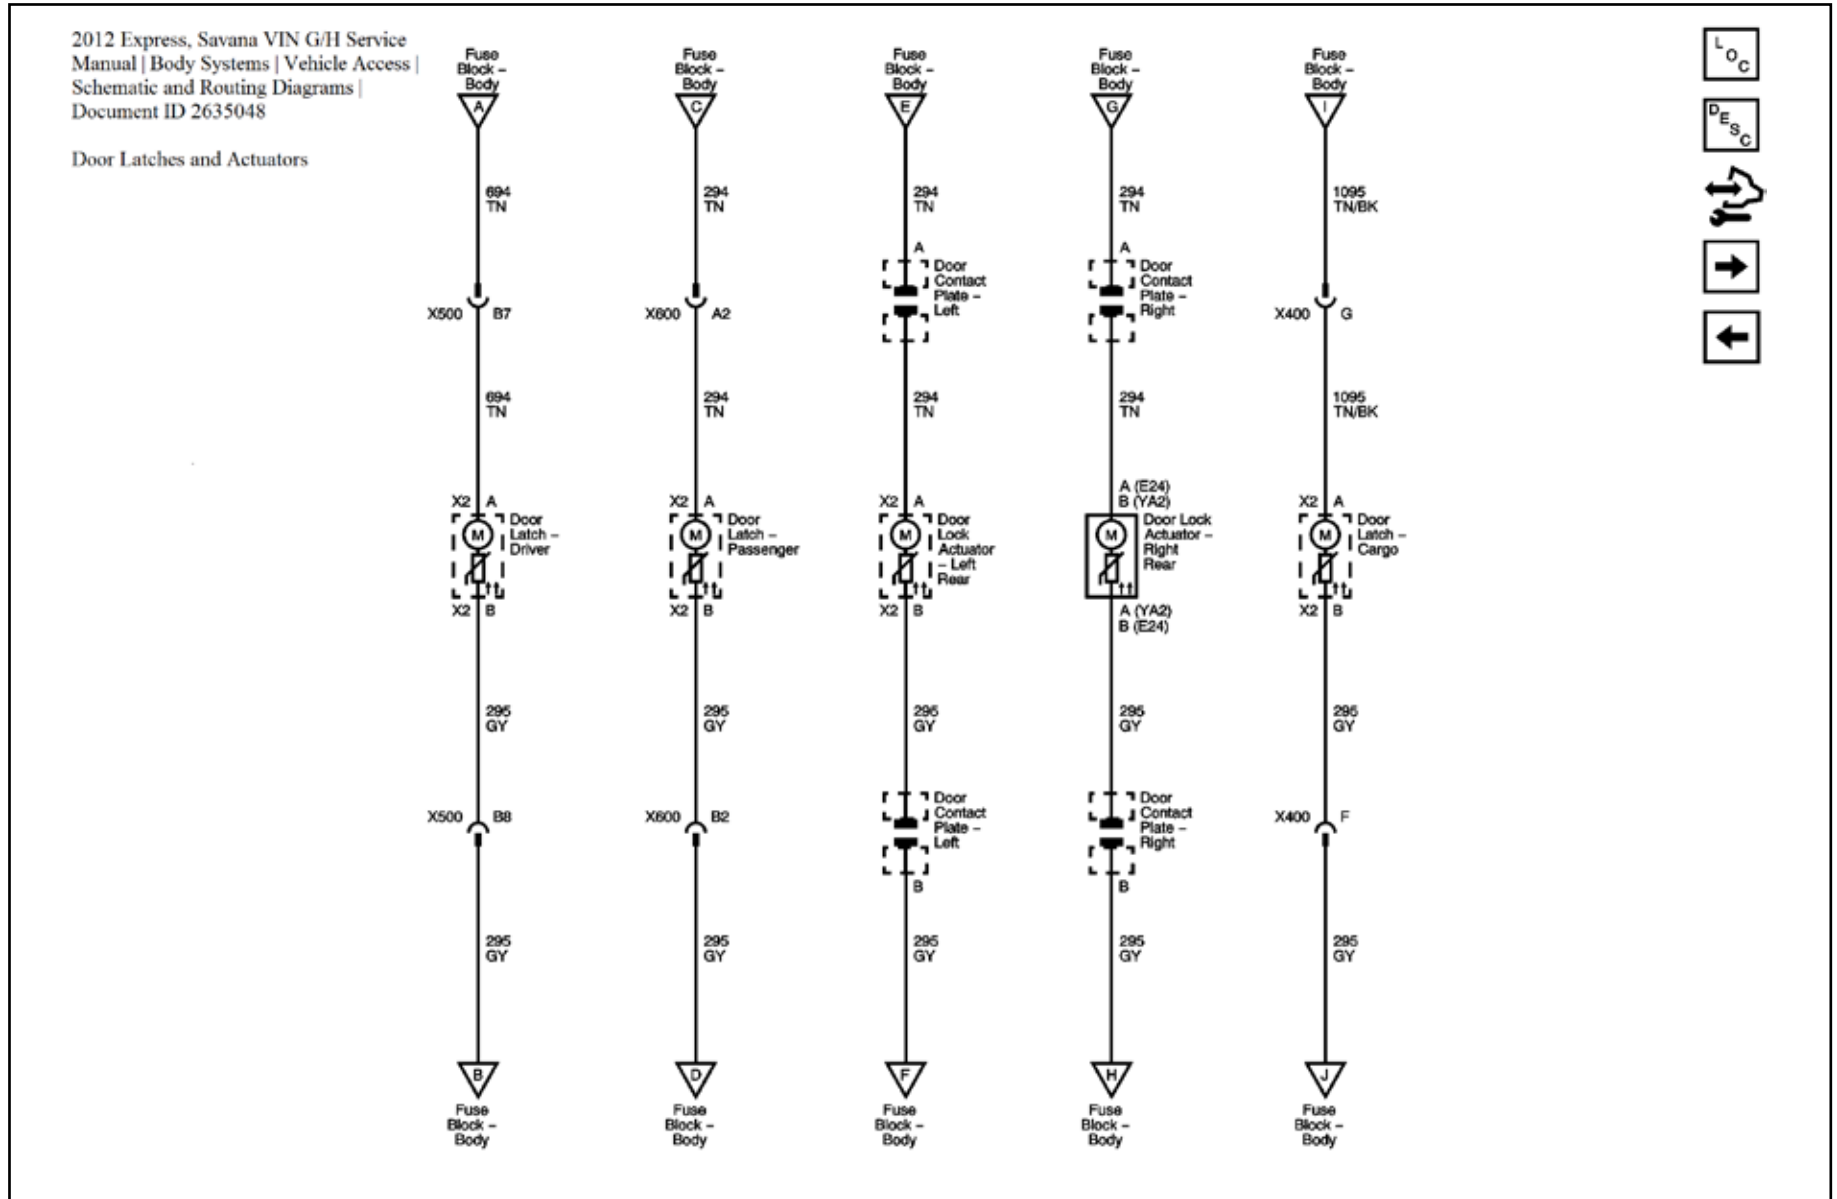 2012 Express, Savana VIN G/H Service
Manual | Body Systems | Vehicle Access |
Schematic and Routing Diagrams |
Document ID 2635048
Door Latches and Actuators
Fuse
Block –
Body
A
694
TN
X500 B7
694
TN
X2 A
M
Door
Latch –
Driver
X2 B
295
GY
X500 B8
295
GY
B
Fuse
Block –
Body
Fuse
Block –
Body
C
294
TN
X600 A2
294
TN
X2 A
M
Door
Latch –
Passenger
X2 B
295
GY
X600 B2
295
GY
D
Fuse
Block –
Body
Fuse
Block –
Body
E
294
TN
A
Door
Contact
Plate –
Left
294
TN
X2 A
M
Door
Lock
Actuator
– Left
Rear
X2 B
295
GY
Door
Contact
Plate –
Left
B
295
GY
F
Fuse
Block –
Body
Fuse
Block –
Body
G
294
TN
A
Door
Contact
Plate –
Right
294
TN
A (E24)
B (YA2)
M
Door Lock
Actuator –
Right
Rear
A (YA2)
B (E24)
295
GY
Door
Contact
Plate –
Right
B
295
GY
H
Fuse
Block –
Body
Fuse
Block –
Body
I
1095
TN/BK
X400 G
1095
TN/BK
X2 A
M
Door
Latch –
Cargo
X2 B
295
GY
X400 F
295
GY
J
Fuse
Block –
Body
LOC
DESC